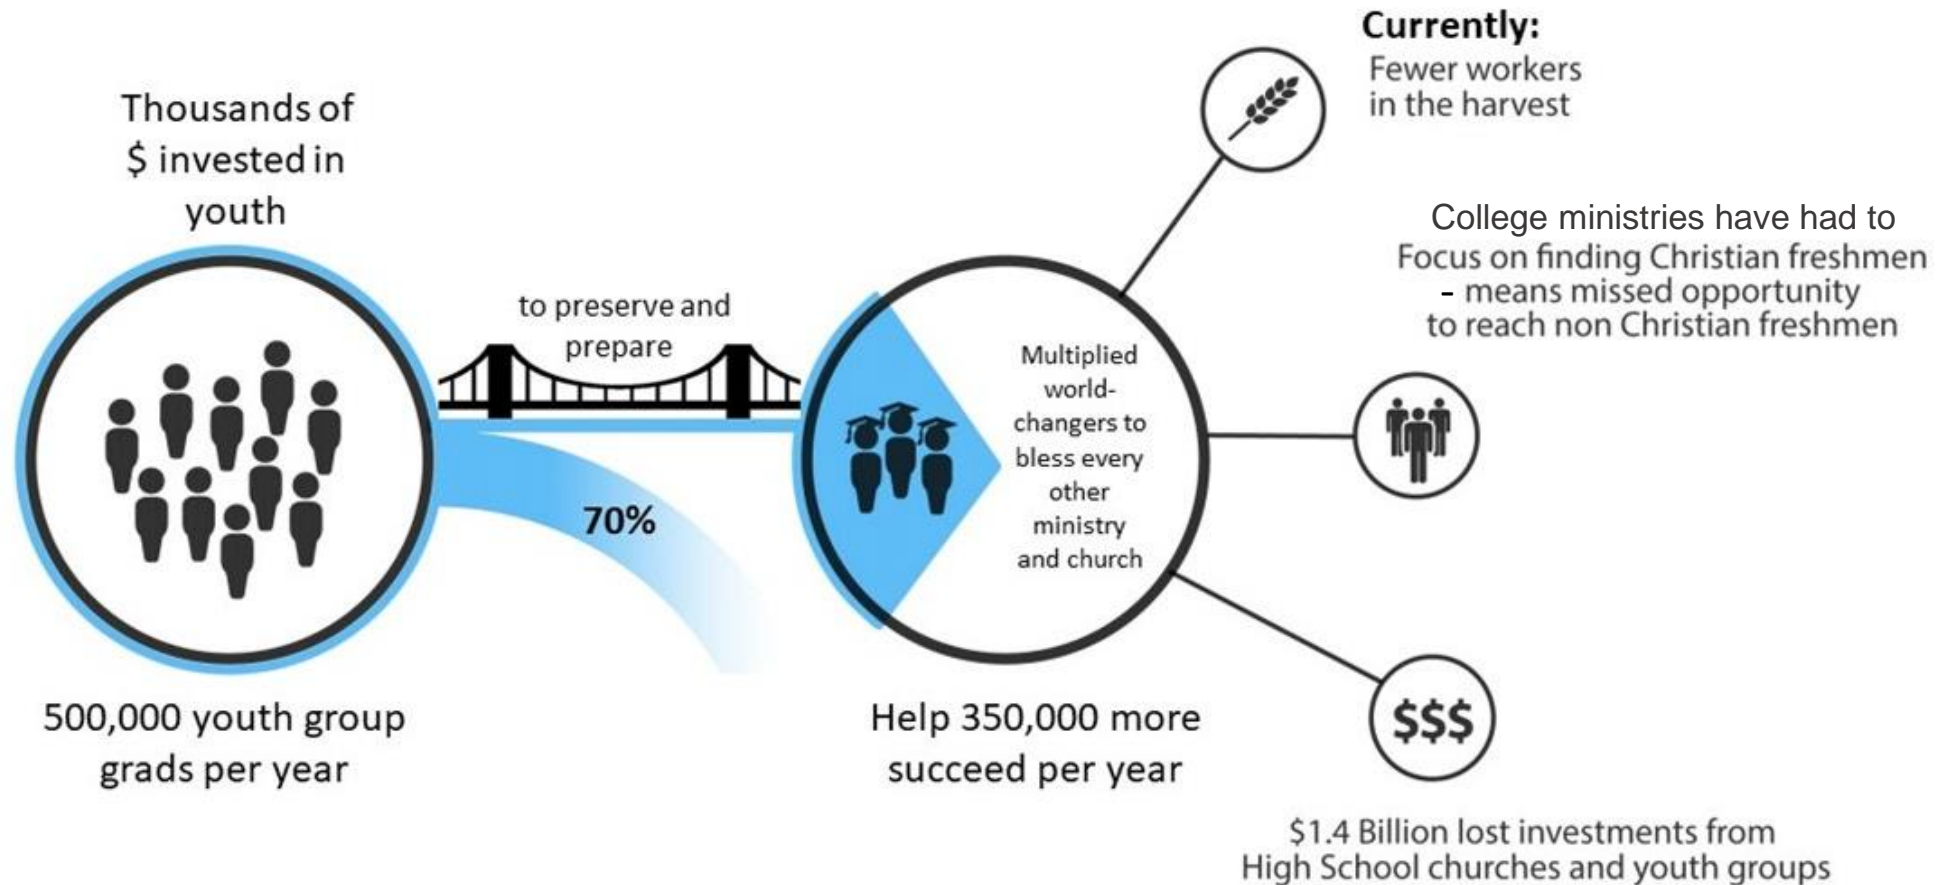 Thousands of
$ invested in
youth
500,000 youth group
grads per year
to preserve and
prepare
70%
Multiplied
world-
changers to
bless every
other
ministry
and church
Help 350,000 more
succeed per year
Currently:
Fewer workers
in the harvest
College ministries have had to
Focus on finding Christian freshmen
- means missed opportunity
to reach non Christian freshmen
$$$
$1.4 Billion lost investments from
High School churches and youth groups